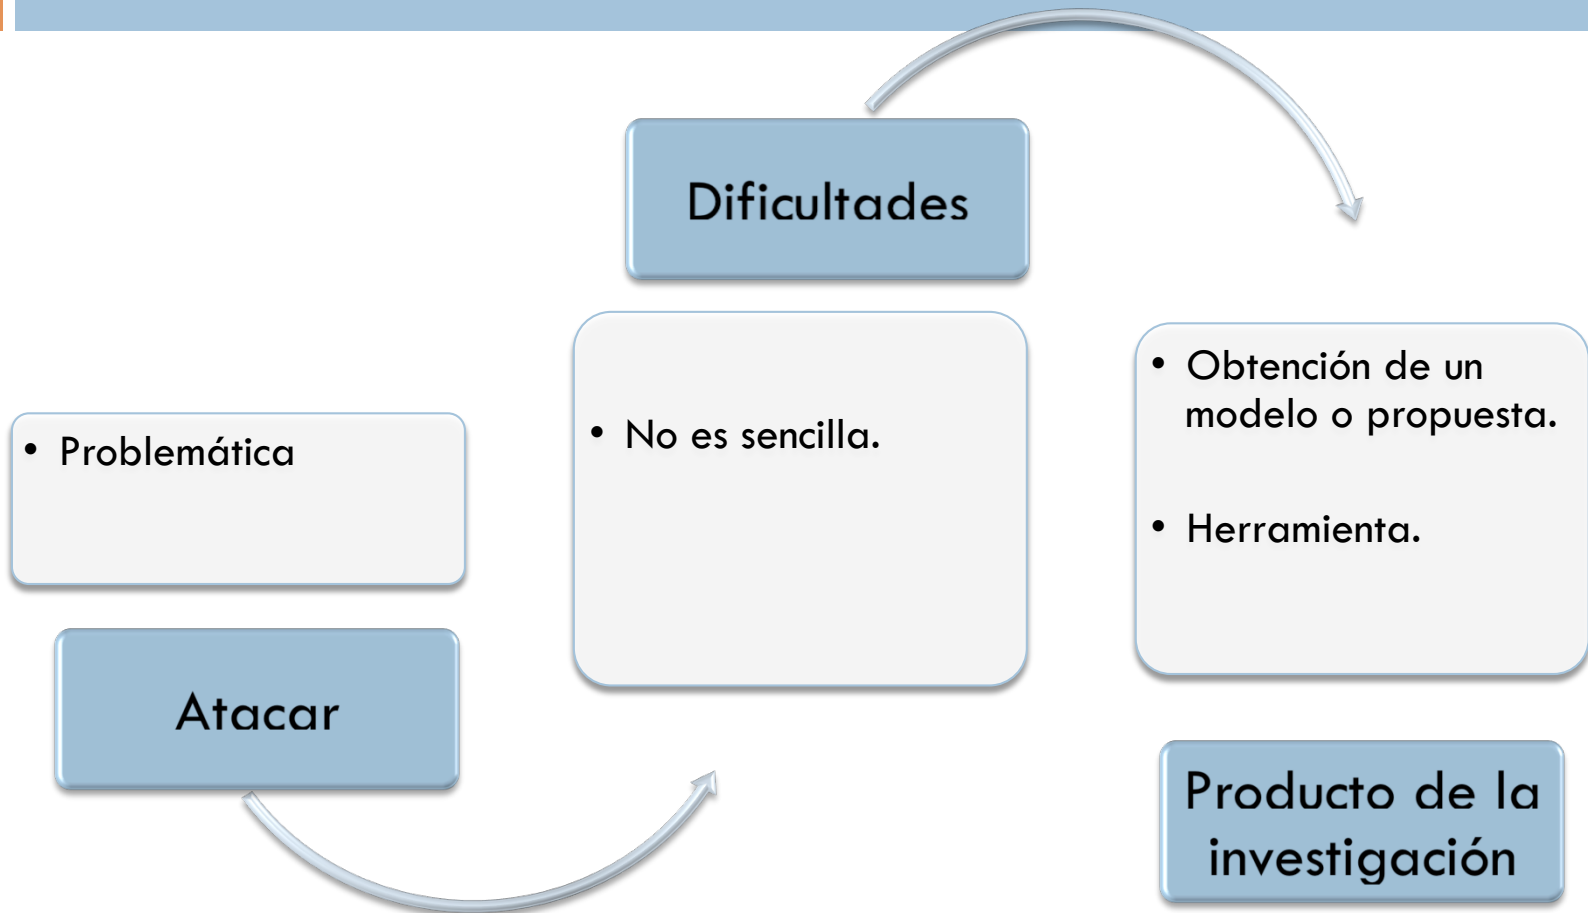 • Problemática
Atacar
Dificultades
• No es sencilla.
• Obtención de un
modelo o propuesta.
• Herramienta.
Producto de la
investigación